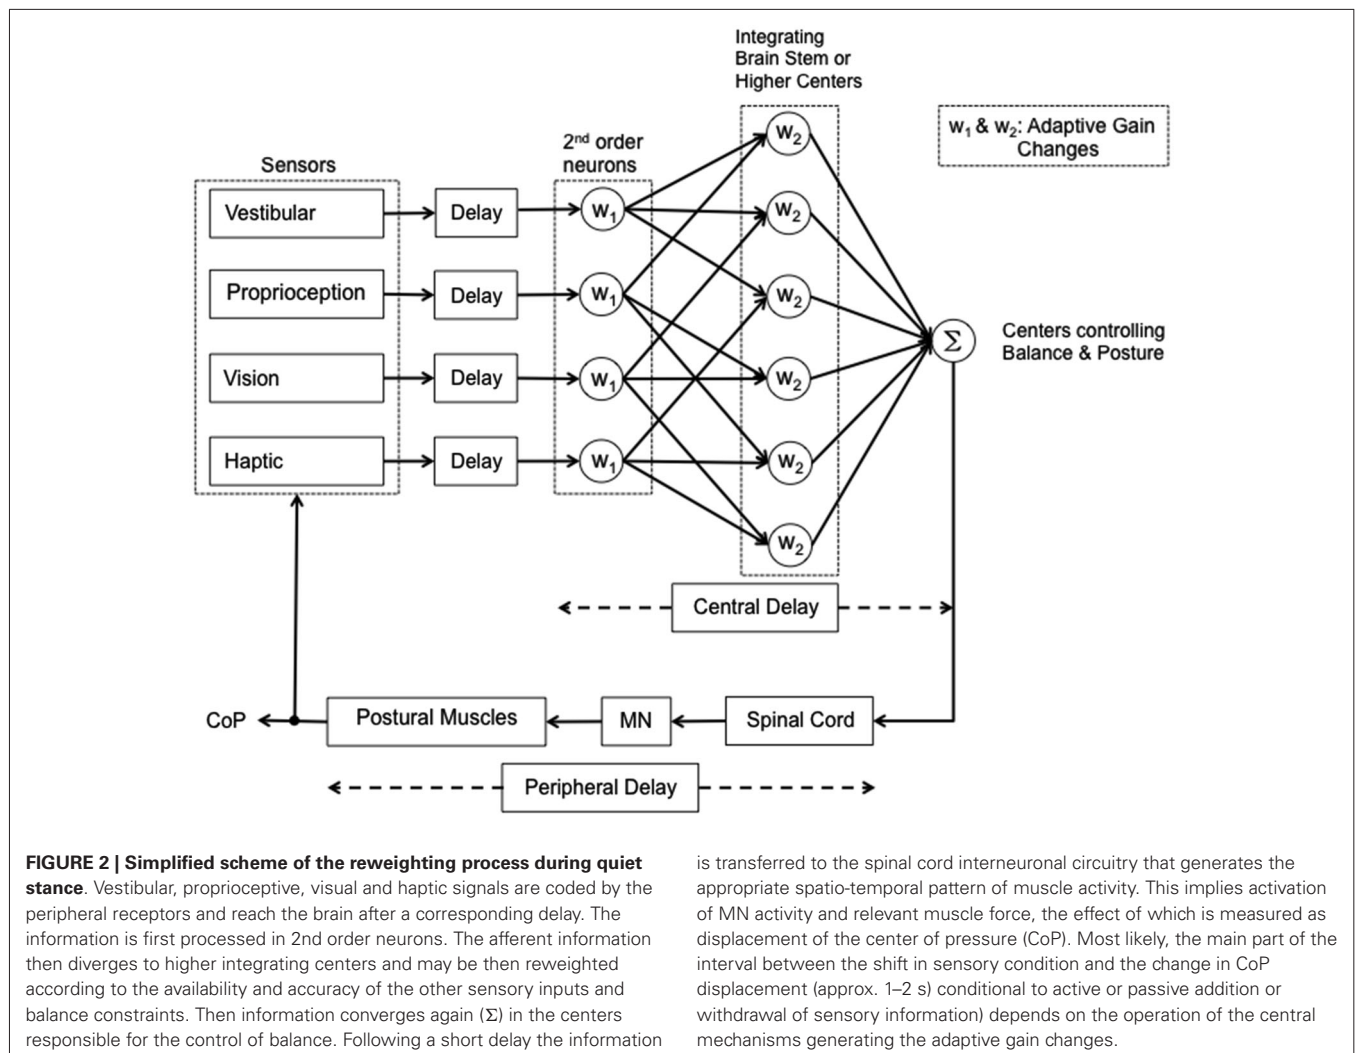 Integrating
Brain Stem or
Higher Centers
w1 & w2: Adaptive Gain
Changes
2nd order
neurons
Sensors
Vestibular
Delay
w1
Proprioception
Delay
w1
Vision
Delay
w1
Haptic
Delay
w1
w2
w2
w2
w2
w2
w2
Σ
Centers controlling
Balance & Posture
Central Delay
CoP
Postural Muscles
MN
Spinal Cord
Peripheral Delay
FIGURE 2 | Simplified scheme of the reweighting process during quiet
stance. Vestibular, proprioceptive, visual and haptic signals are coded by the
peripheral receptors and reach the brain after a corresponding delay. The
information is first processed in 2nd order neurons. The afferent information
then diverges to higher integrating centers and may be then reweighted
according to the availability and accuracy of the other sensory inputs and
balance constraints. Then information converges again (Σ) in the centers
responsible for the control of balance. Following a short delay the information
is transferred to the spinal cord interneuronal circuitry that generates the
appropriate spatio-temporal pattern of muscle activity. This implies activation
of MN activity and relevant muscle force, the effect of which is measured as
displacement of the center of pressure (CoP). Most likely, the main part of the
interval between the shift in sensory condition and the change in CoP
displacement (approx. 1–2 s) conditional to active or passive addition or
withdrawal of sensory information) depends on the operation of the central
mechanisms generating the adaptive gain changes.